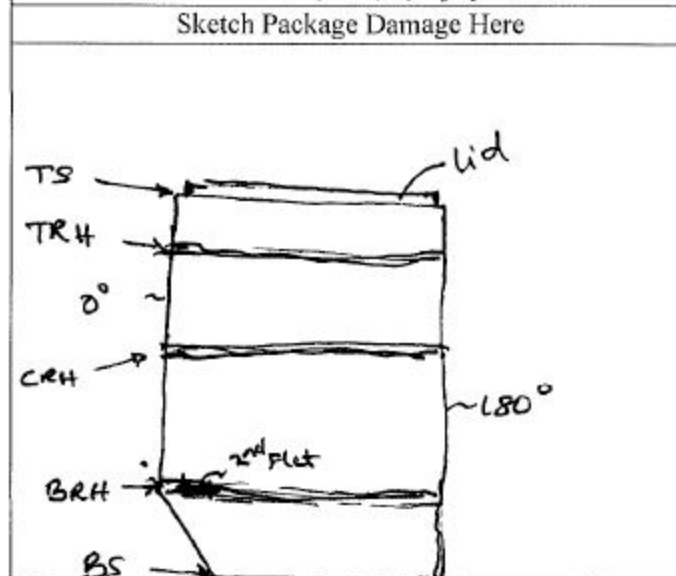 Sketch Package Damage Here
Lid
TS
TRH
0°
CRH
180°
2nd Flat
BRH
BS